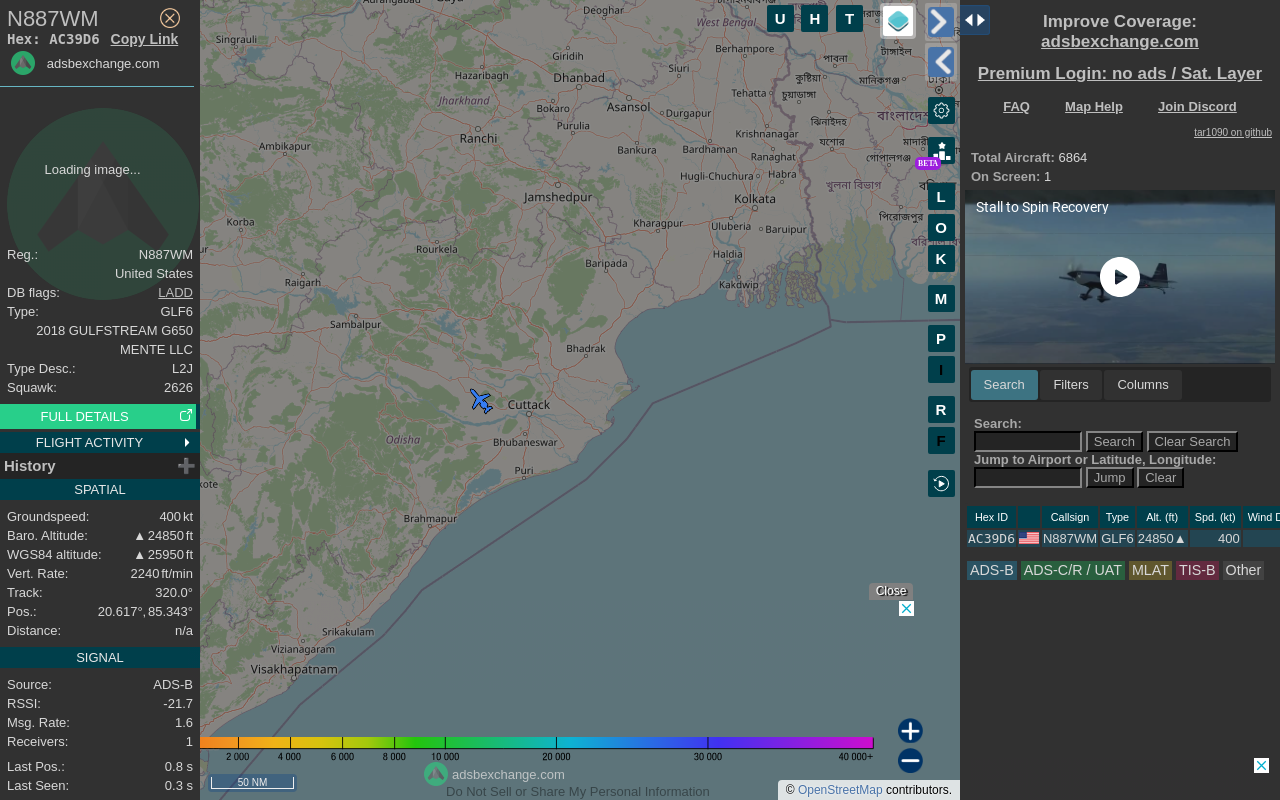 N887WM
Hex: AC39D6 Copy Link
adsbexchange.com
Loading image...
Reg.: N887WM
United States
DB flags: LADD
Type: GLF6
2018 GULFSTREAM G650
MENTE LLC
Type Desc.: L2J
Squawk: 2626
FULL DETAILS
FLIGHT ACTIVITY
History
SPATIAL
Groundspeed: 400 kt
Baro. Altitude: ▲ 24850 ft
WGS84 altitude: ▲ 25950 ft
Vert. Rate: 2240 ft/min
Track: 320.0°
Pos.: 20.617°, 85.343°
Distance: n/a
SIGNAL
Source: ADS-B
RSSI: -21.7
Msg. Rate: 1.6
Receivers: 1
Last Pos.: 0.8 s
Last Seen: 0.3 s
Deoghar
West Bengal
Singrauli
Giridih
Berhampore
পাবনা
টাঙ্গাইল
Siuri
Hazaribagh
Dhanbad
কুষ্টিয়া
মানিকগঞ্জ
Tehatta
চুয়াডাঙ্গা
Jharkhand
Bokaro
Asansol
Durgapur
Purulia
ঝিনাইদহ
Krishnanagar
Ranchi
যশোর
Ambikapur
Bankura
Bardhaman
Ranaghat
গোপালগঞ্জ
Hugli-Chuchura
Habra
খুলনা বিভাগ
Jamshedpur
Kolkata
Korba
Kharagpur
Uluberia
Baruipur
পিরোজপুর
Rourkela
Haldia
Baripada
Raigarh
Kakdwip
Sambalpur
Bhadrak
Cuttack
Odisha
Bhubaneswar
Puri
Brahmapur
Srikakulam
Vizianagaram
Visakhapatnam
U H T
BETA
L
O
K
M
P
I
R
F
Close
2 000 4 000 6 000 8 000 10 000 20 000 30 000 40 000+
50 NM
adsbexchange.com
Do Not Sell or Share My Personal Information
© OpenStreetMap contributors.
Improve Coverage:
adsbexchange.com
Premium Login: no ads / Sat. Layer
FAQ Map Help Join Discord
tar1090 on github
Total Aircraft: 6864
On Screen: 1
Stall to Spin Recovery
Search Filters Columns
Search:
Search Clear Search
Jump to Airport or Latitude, Longitude:
Jump Clear
Hex ID Callsign Type Alt. (ft) Spd. (kt) Wind D
AC39D6 N887WM GLF6 24850▲ 400
ADS-B ADS-C/R / UAT MLAT TIS-B Other